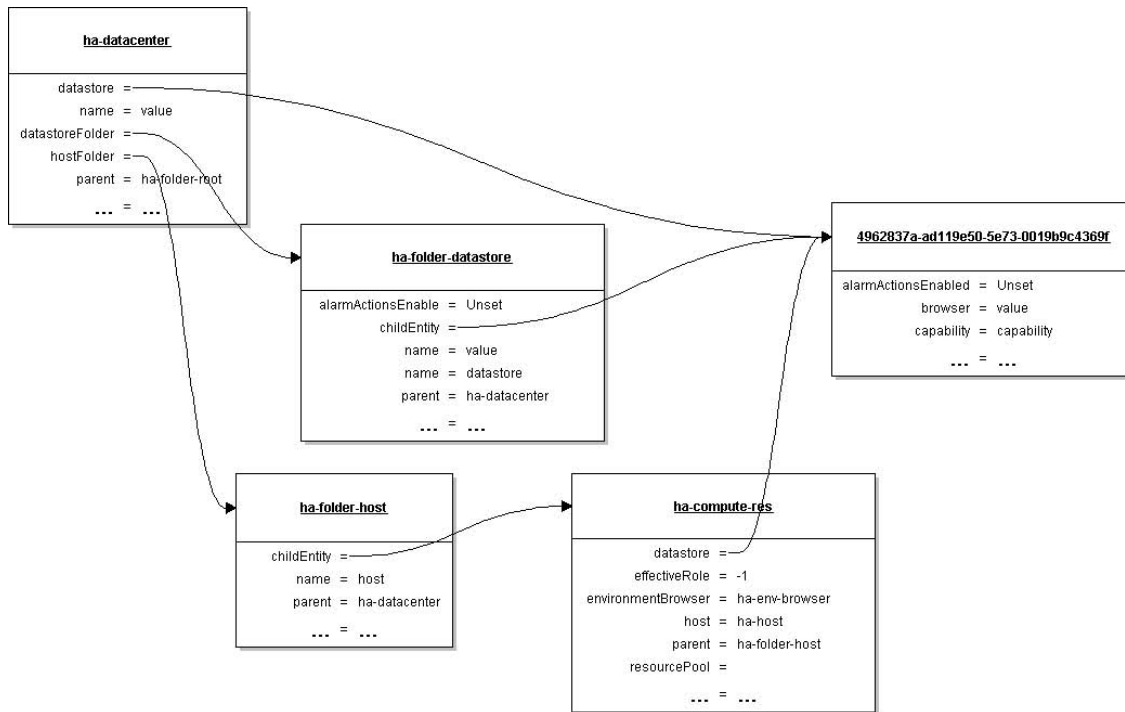 ha-datacenter
datastore =
name = value
datastoreFolder =
hostFolder =
parent = ha-folder-root
... = ...
ha-folder-datastore
alarmActionsEnable = Unset
childEntity =
name = value
name = datastore
parent = ha-datacenter
... = ...
4962837a-ad119e50-5e73-0019b9c4369f
alarmActionsEnabled = Unset
browser = value
capability = capability
... = ...
ha-folder-host
childEntity =
name = host
parent = ha-datacenter
... = ...
ha-compute-res
datastore =
effectiveRole = -1
environmentBrowser = ha-env-browser
host = ha-host
parent = ha-folder-host
resourcePool =
... = ...